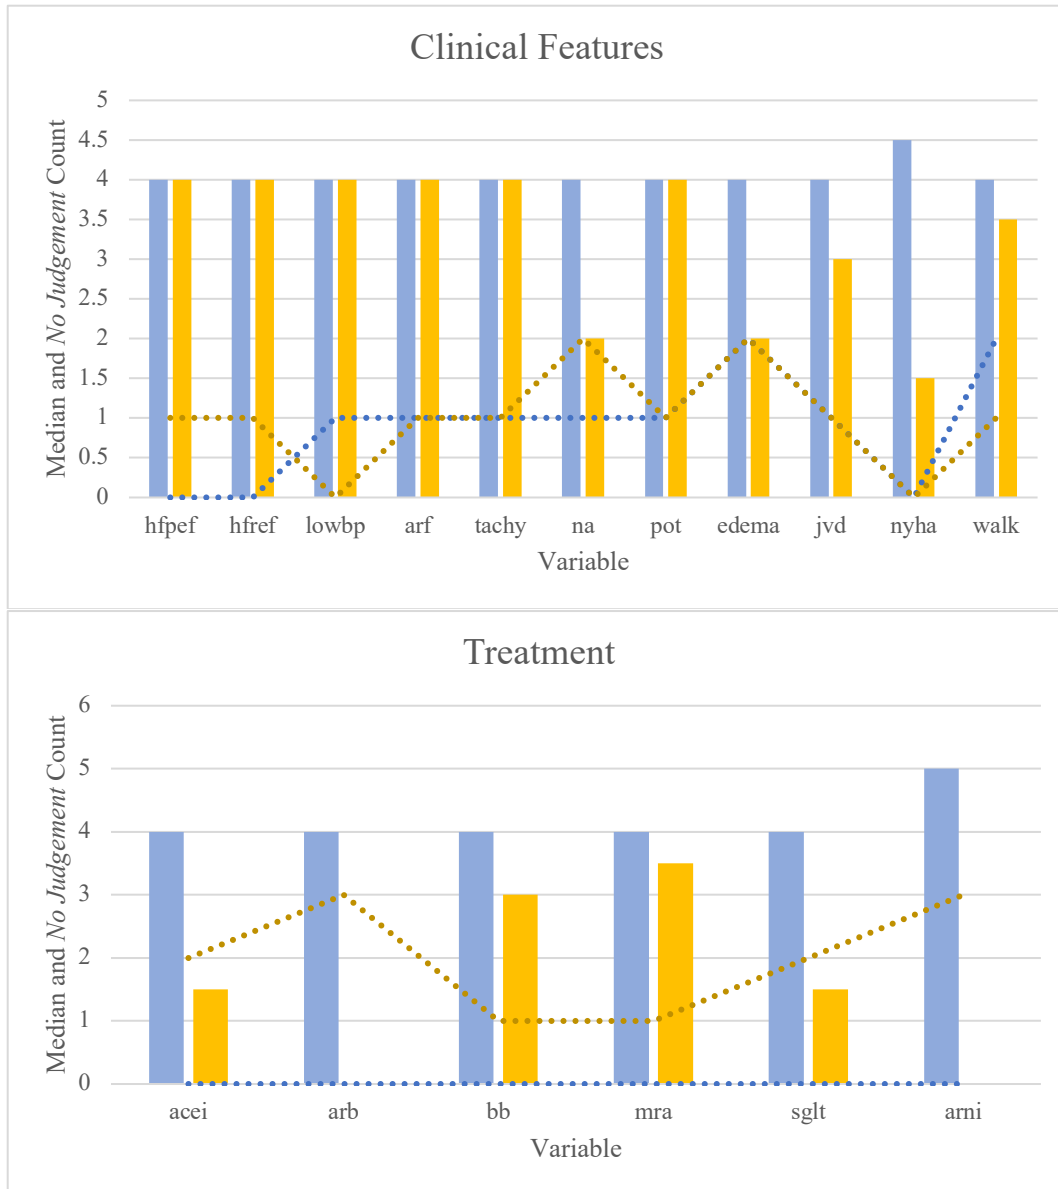 Clinical Features
Median and No Judgement Count
5
4.5
4
3.5
3
2.5
2
1.5
1
0.5
0
hfpef hfref lowbp arf tachy na pot edema jvd nyha walk
Variable
Treatment
Median and No Judgement Count
6
5
4
3
2
1
0
acei arb bb mra sglt arni
Variable